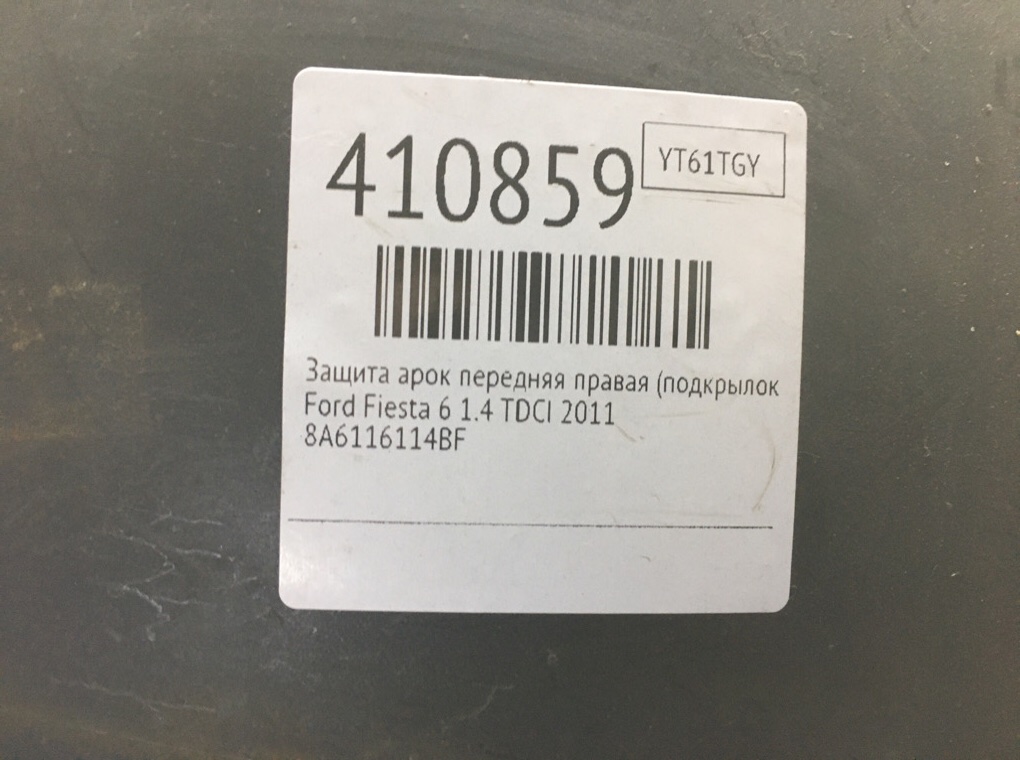 410859
YT61TGY
Защита арок передняя правая (подкрылок
Ford Fiesta 6 1.4 TDCI 2011
8A6116114BF